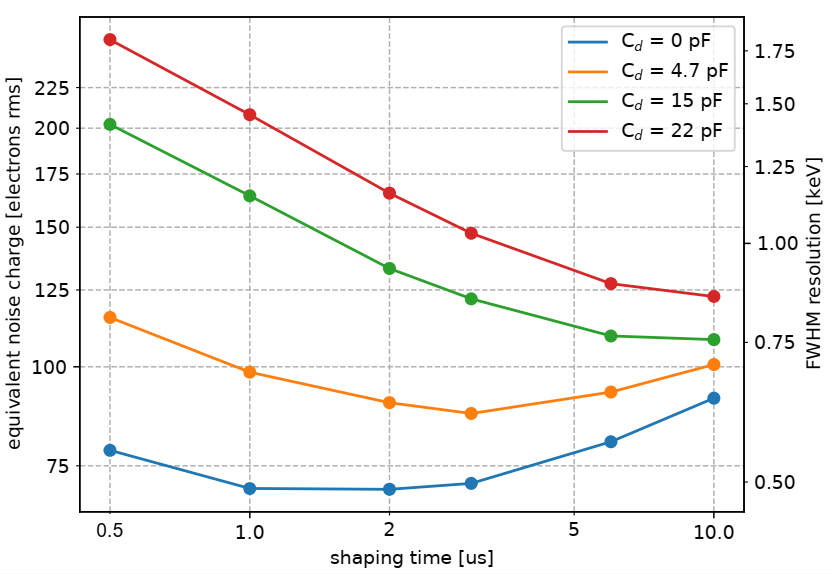 C_d = 0 pF
C_d = 4.7 pF
C_d = 15 pF
C_d = 22 pF
equivalent noise charge [electrons rms]
225
200
175
150
125
100
75
1.75
1.50
1.25
1.00
0.75
0.50
FWHM resolution [keV]
0.5
1.0
2
5
10.0
shaping time [us]